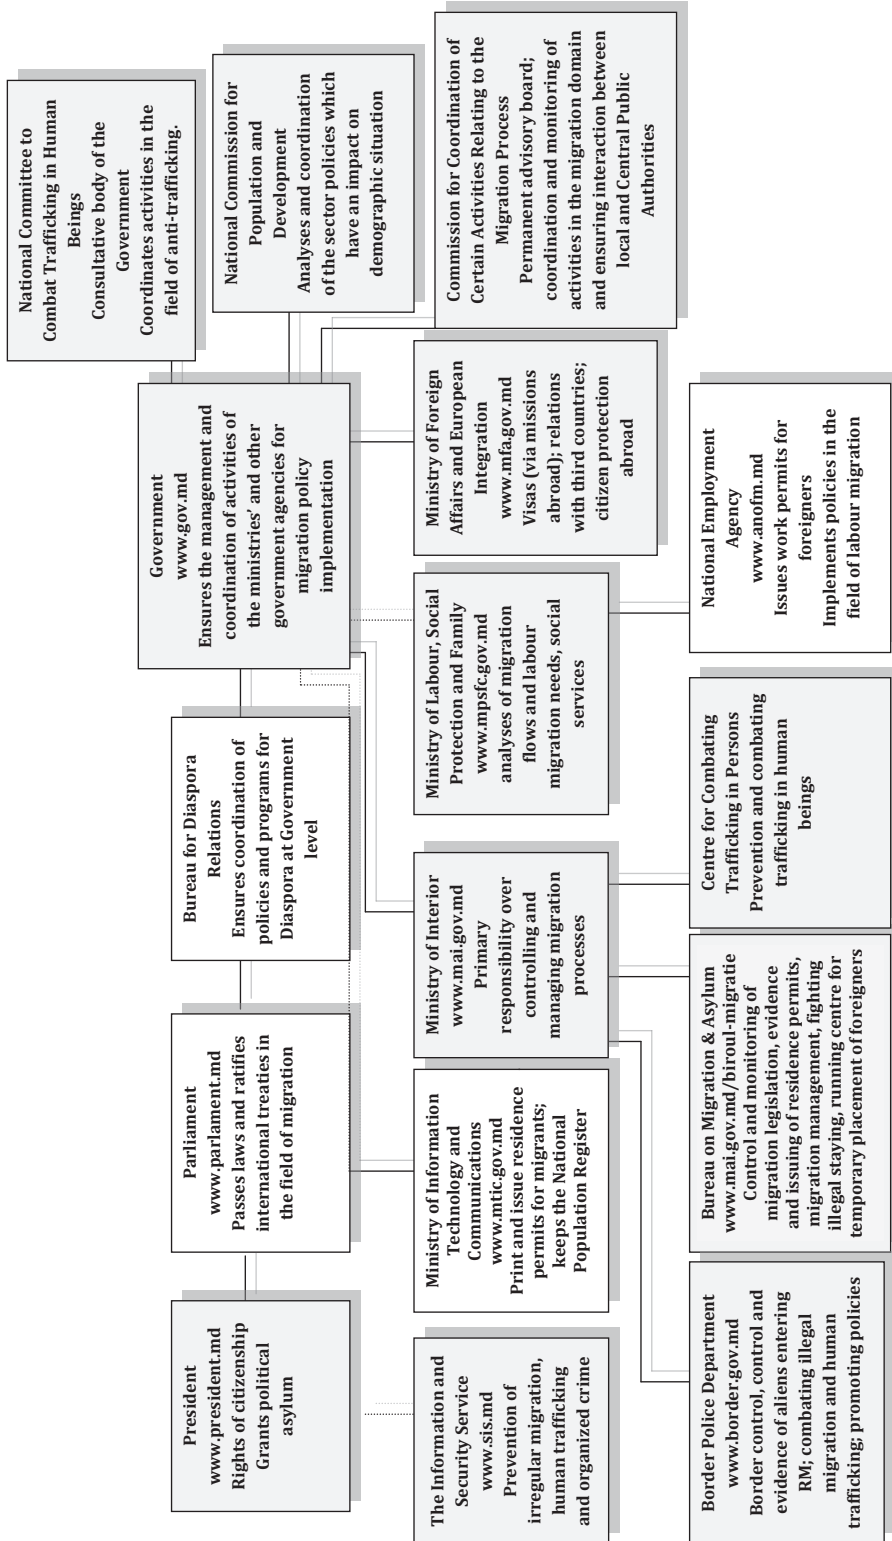 President
www.president.md
Rights of citizenship
Grants political
asylum
Parliament
www.parlament.md
Passes laws and ratifies
international treaties in
the field of migration
Bureau for Diaspora
Relations
Ensures coordination of
policies and programs for
Diaspora at Government
level
Government
www.gov.md
Ensures the management and
coordination of activities of
the ministries' and other
government agencies for
migration policy
implementation
National Committee to
Combat Trafficking in Human
Beings
Consultative body of the
Government
Coordinates activities in the
field of anti-trafficking.
National Commission for
Population and
Development
Analyses and coordination
of the sector policies which
have an impact on
demographic situation
Commission for Coordination of
Certain Activities Relating to the
Migration Process
Permanent advisory board;
coordination and monitoring of
activities in the migration domain
and ensuring interaction between
local and Central Public
Authorities
The Information and
Security Service
www.sis.md
Prevention of
irregular migration,
human trafficking
and organized crime
Ministry of Information
Technology and
Communications
www.mtic.gov.md
Print and issue residence
permits for migrants;
keeps the National
Population Register
Ministry of Interior
www.mai.gov.md
Primary
responsibility over
controlling and
managing migration
processes
Ministry of Labour, Social
Protection and Family
www.mpsfc.gov.md
analyses of migration
flows and labour
migration needs, social
services
Ministry of Foreign
Affairs and European
Integration
www.mfa.gov.md
Visas (via missions
abroad); relations
with third countries;
citizen protection
abroad
Border Police Department
www.border.gov.md
Border control, control and
evidence of aliens entering
RM; combating illegal
migration and human
trafficking; promoting policies
Bureau on Migration & Asylum
www.mai.gov.md/biroul-migratie
Control and monitoring of
migration legislation, evidence
and issuing of residence permits,
migration management, fighting
illegal staying, running centre for
temporary placement of foreigners
Centre for Combating
Trafficking in Persons
Prevention and combating
trafficking in human
beings
National Employment
Agency
www.anofm.md
Issues work permits for
foreigners
Implements policies in the
field of labour migration